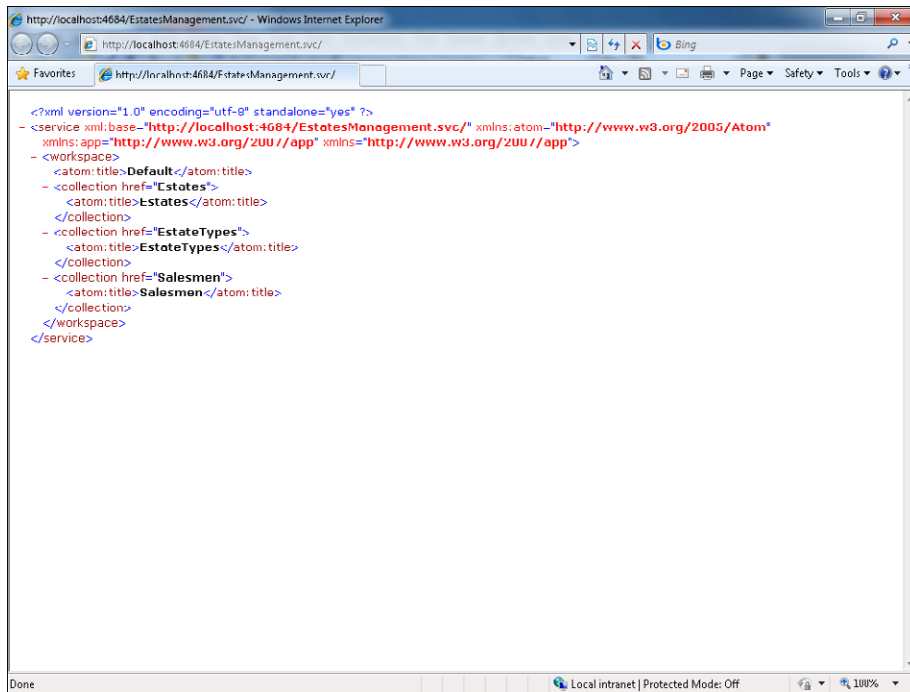 http://localhost:4684/EstatesManagement.svc/ - Windows Internet Explorer
http://localhost:4684/EstatesManagement.svc/
Bing
Favorites
http://localhost:4684/EstatesManagement.svc/
Page Safety Tools
<?xml version="1.0" encoding="utf-8" standalone="yes" ?>
- <service xml:base="http://localhost:4684/EstatesManagement.svc/" xmlns:atom="http://www.w3.org/2005/Atom"
xmlns:app="http://www.w3.org/2007/app" xmlns="http://www.w3.org/2007/app">
- <workspace>
<atom:title>Default</atom:title>
- <collection href="Estates">
<atom:title>Estates</atom:title>
</collection>
- <collection href="EstateTypes">
<atom:title>EstateTypes</atom:title>
</collection>
- <collection href="Salesmen">
<atom:title>Salesmen</atom:title>
</collection>
</workspace>
</service>
Done
Local intranet | Protected Mode: Off
100%